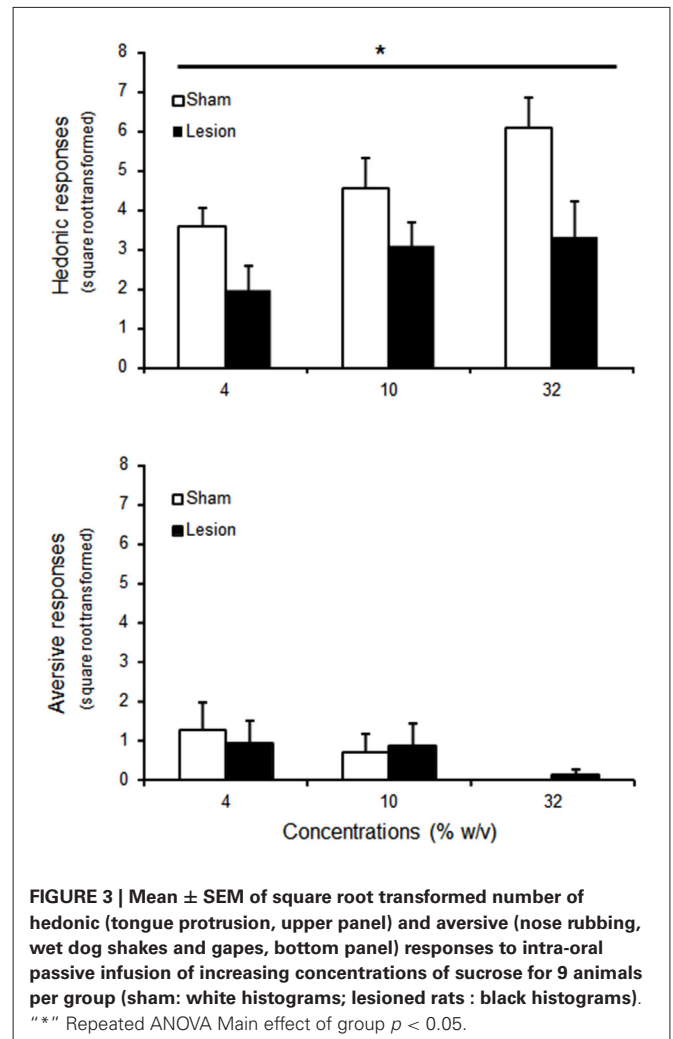 *
8
7
6
5
4
3
2
1
0
Hedonic responses
(square root transformed)
Sham
Lesion
4 10 32
8
7
6
5
4
3
2
1
0
Aversive responses
(square root transformed)
Sham
Lesion
4 10 32
Concentrations (% w/v)
FIGURE 3 | Mean ± SEM of square root transformed number of
hedonic (tongue protrusion, upper panel) and aversive (nose rubbing,
wet dog shakes and gapes, bottom panel) responses to intra-oral
passive infusion of increasing concentrations of sucrose for 9 animals
per group (sham: white histograms; lesioned rats : black histograms).
"*" Repeated ANOVA Main effect of group p < 0.05.